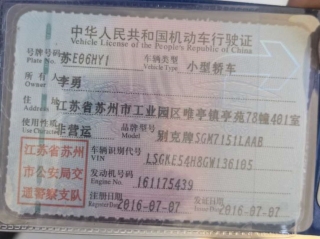 中华人民共和国机动车行驶证
Vehicle License of the People's Republic of China
号牌号码 苏E06HY1 车辆类型 小型轿车
Plate No. Vehicle Type
所有人 李勇
Owner
住址 江苏省苏州市工业园区唯亭镇亭苑78幢401室
使用性质 非营运 品牌型号 别克牌SGM7151LAAB
Use Character Model
江苏省苏州市公安局交通警察支队
车辆识别代号 LSGKE54H8GW136105
VIN
发动机号码 161175439
Engine No.
注册日期 2016-07-07 发证日期 2016-07-07
Register Date Issue Date